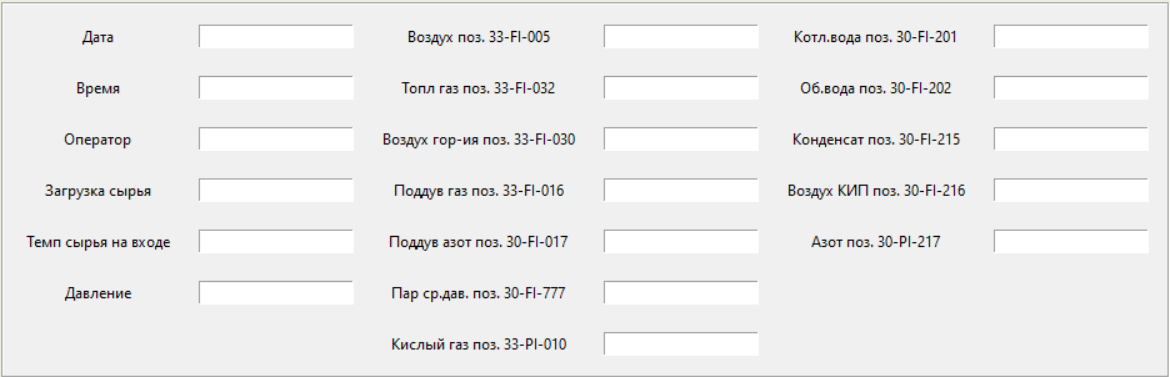 Дата
Время
Оператор
Загрузка сырья
Темп сырья на входе
Давление
Воздух поз. 33-FI-005
Топл газ поз. 33-FI-032
Воздух гор-ия поз. 33-FI-030
Поддув газ поз. 33-FI-016
Поддув азот поз. 30-FI-017
Пар ср.дав. поз. 30-FI-777
Кислый газ поз. 33-PI-010
Котл.вода поз. 30-FI-201
Об.вода поз. 30-FI-202
Конденсат поз. 30-FI-215
Воздух КИП поз. 30-FI-216
Азот поз. 30-PI-217